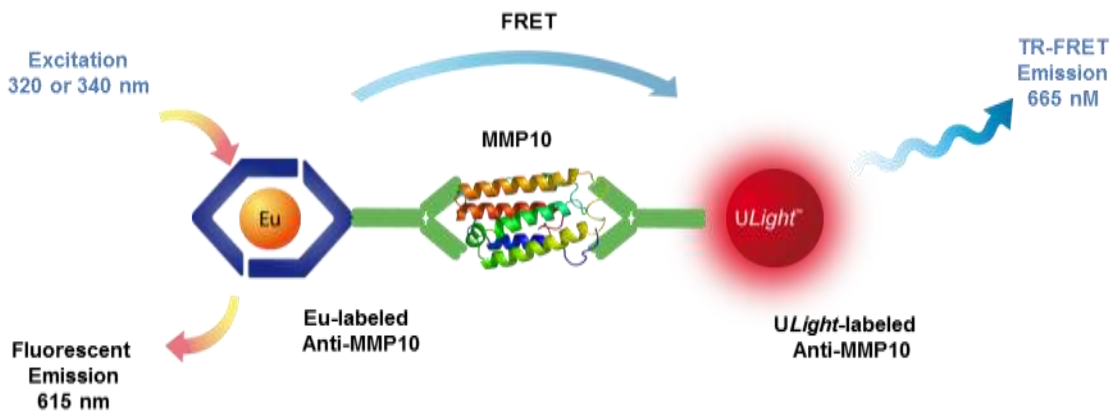 FRET
Excitation
320 or 340 nm
TR-FRET
Emission
665 nM
MMP10
Eu
ULight™
Eu-labeled
Anti-MMP10
ULight-labeled
Anti-MMP10
Fluorescent
Emission
615 nm